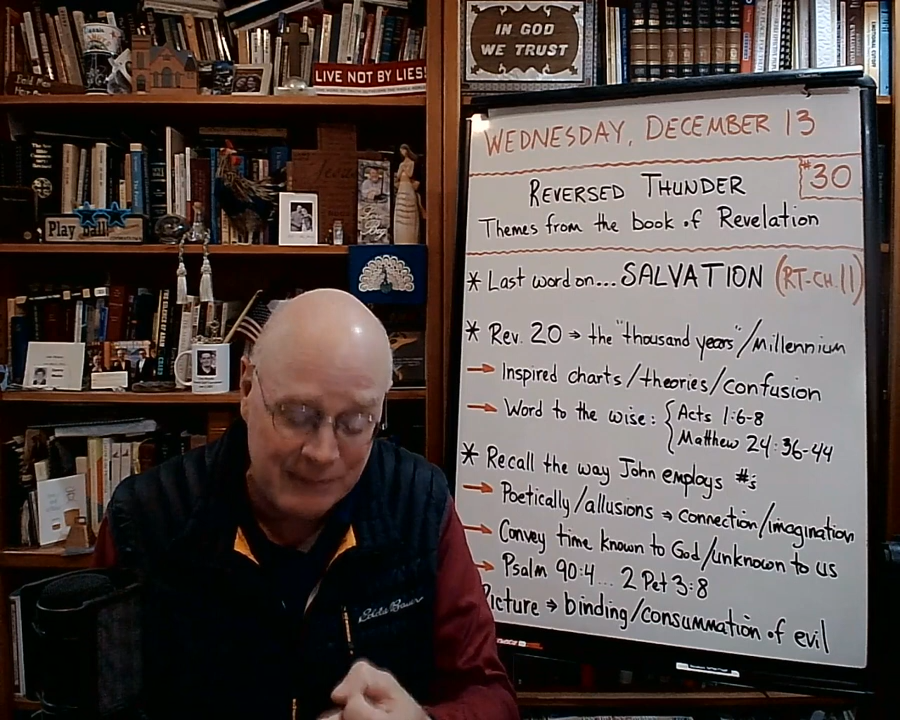 IN GOD
WE TRUST
LIVE NOT BY LIES
Play Ball
Eddie Bauer
WEDNESDAY, DECEMBER 13
#30
REVERSED THUNDER
Themes from the book of Revelation
* Last word on... SALVATION (RT-CH. 11)
* Rev. 20 → the "thousand years"/Millennium
→ Inspired charts/theories/confusion
→ Word to the wise: { Acts 1:6-8
Matthew 24:36-44
* Recall the way John employs #s
→ Poetically/allusions → connection/imagination
→ Convey time known to God/unknown to us
→ Psalm 90:4... 2 Pet 3:8
Picture → binding/consummation of evil